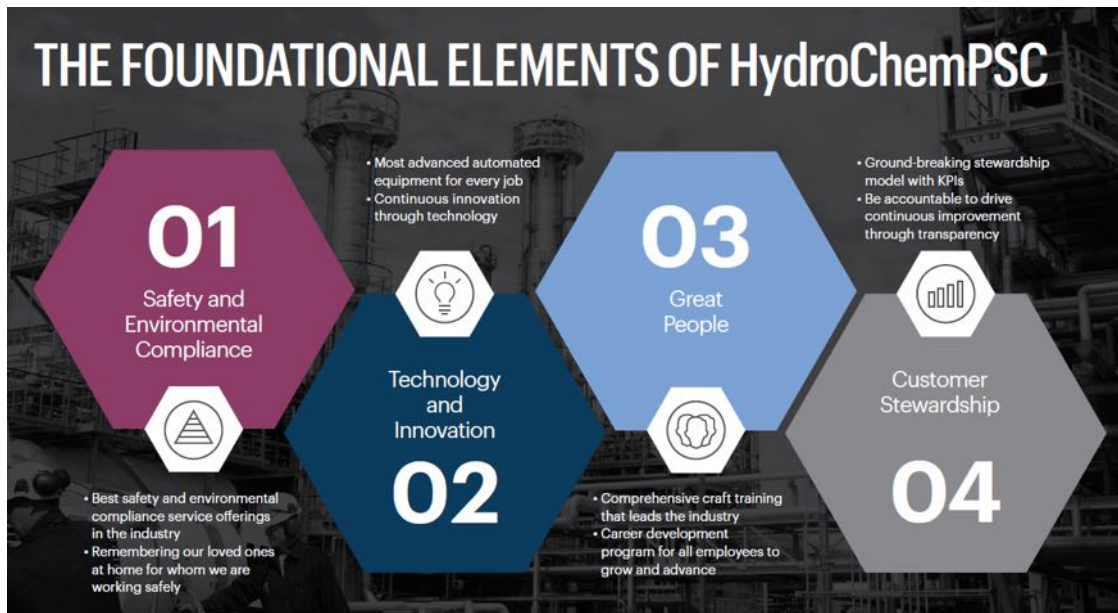 THE FOUNDATIONAL ELEMENTS OF HydroChemPSC
01
Safety and
Environmental
Compliance
• Best safety and environmental
compliance service offerings
in the industry
• Remembering our loved ones
at home for whom we are
working safely
• Most advanced automated
equipment for every job
• Continuous innovation
through technology
Technology
and
Innovation
02
03
Great
People
• Comprehensive craft training
that leads the industry
• Career development
program for all employees to
grow and advance
• Ground-breaking stewardship
model with KPIs
• Be accountable to drive
continuous improvement
through transparency
Customer
Stewardship
04